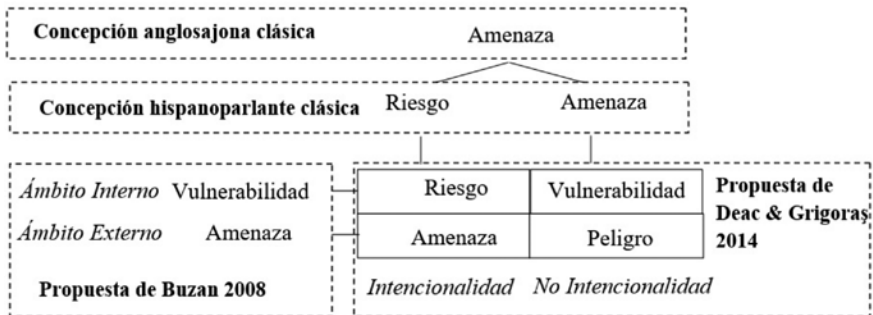 Concepción anglosajona clásica Amenaza
Concepción hispanoparlante clásica Riesgo Amenaza
Ámbito Interno Vulnerabilidad Riesgo Vulnerabilidad
Ámbito Externo Amenaza Amenaza Peligro
Propuesta de
Deac & Grigoraş
2014
Propuesta de Buzan 2008
Intencionalidad No Intencionalidad